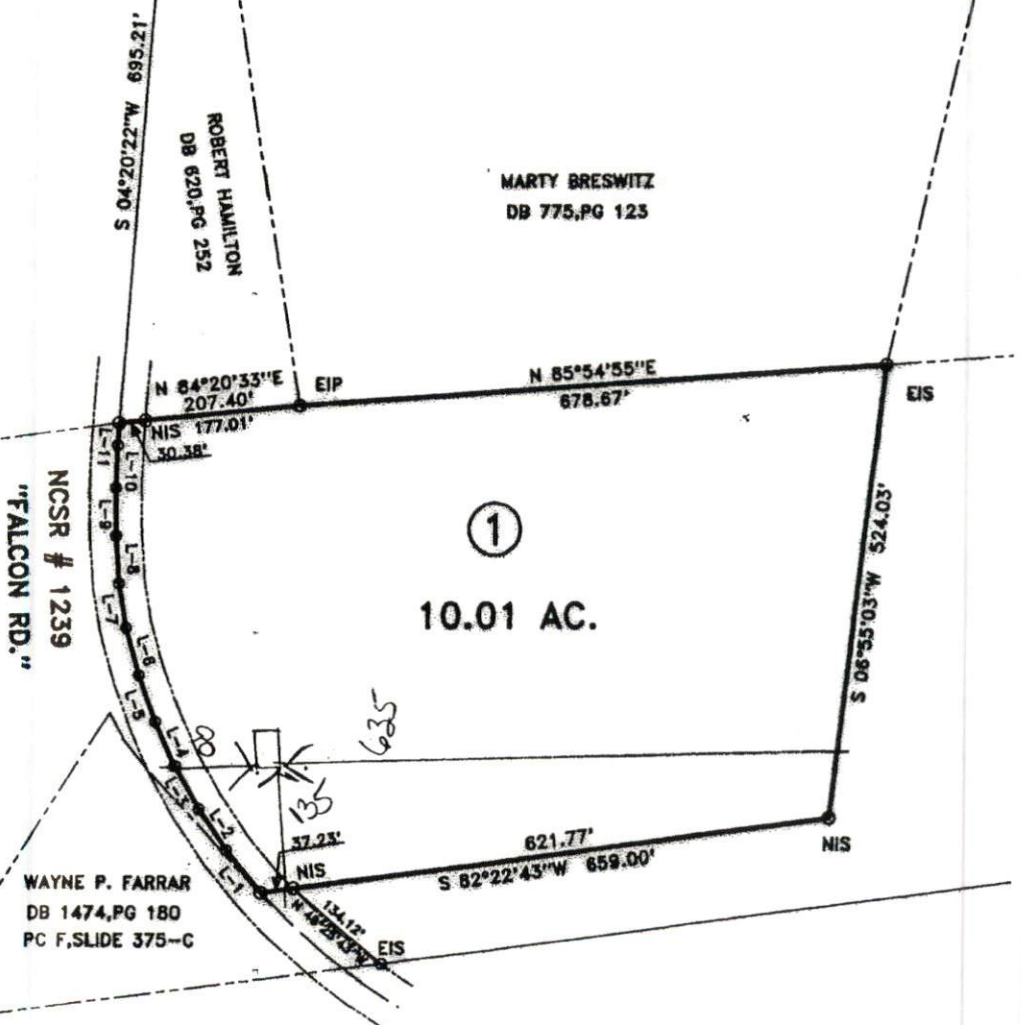 S 04°20'22"W 695.21'
ROBERT HAMILTON
DB 620,PG 252
MARTY BRESWITZ
DB 775,PG 123
N 84°20'33"E
207.40'
EIP
N 85°54'55"E
678.67'
EIS
NIS 177.01'
30.38'
L-11
L-10
L-9
L-8
L-7
L-6
L-5
L-4
L-3
L-2
L-1
NCSR # 1239
"FALCON RD."
1
10.01 AC.
S 06°55'03"W 524.03'
635
135
37.23'
NIS
621.77'
S 82°22'43"W 659.00'
NIS
134.12'
EIS
WAYNE P. FARRAR
DB 1474,PG 180
PC F,SLIDE 375-C